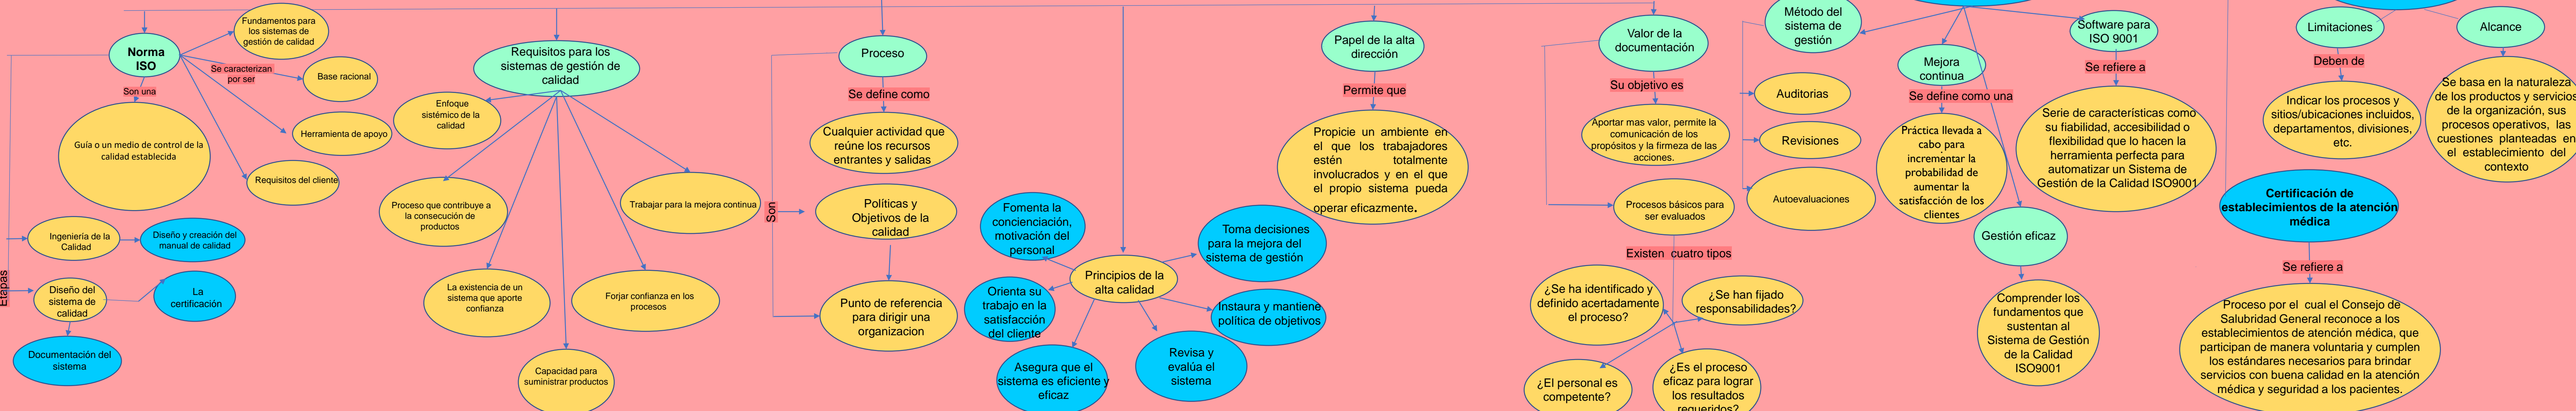 Norma
ISO
Fundamentos para
los sistemas de
gestión de calidad
Se caracterizan
por ser
Base racional
Son una
Guía o un medio de control de la
calidad establecida
Herramienta de apoyo
Requisitos del cliente
Etapas
Ingeniería de la
Calidad
Diseño y creación del
manual de calidad
Diseño del
sistema de
calidad
La
certificación
Documentación del
sistema
Requisitos para los
sistemas de gestión de
calidad
Enfoque
sistémico de la
calidad
Proceso que contribuye a
la consecución de
productos
La existencia de un
sistema que aporte
confianza
Capacidad para
suministrar productos
Forjar confianza en los
procesos
Trabajar para la mejora continua
Proceso
Se define como
Cualquier actividad que
reúne los recursos
entrantes y salidas
Son
Políticas y
Objetivos de la
calidad
Punto de referencia
para dirigir una
organizacion
Principios de la
alta calidad
Fomenta la
concienciación,
motivación del
personal
Orienta su
trabajo en la
satisfacción
del cliente
Asegura que el
sistema es eficiente y
eficaz
Revisa y
evalúa el
sistema
Instaura y mantiene
política de objetivos
Toma decisiones
para la mejora del
sistema de gestión
Papel de la alta
dirección
Permite que
Propicie un ambiente en
el que los trabajadores
estén totalmente
involucrados y en el que
el propio sistema pueda
operar eficazmente.
Valor de la
documentación
Su objetivo es
Aportar mas valor, permite la
comunicación de los
propósitos y la firmeza de las
acciones.
Procesos básicos para
ser evaluados
Existen cuatro tipos
¿Se ha identificado y
definido acertadamente
el proceso?
¿Se han fijado
responsabilidades?
¿El personal es
competente?
¿Es el proceso
eficaz para lograr
los resultados
requeridos?
Método del
sistema de
gestión
Auditorias
Revisiones
Autoevaluaciones
Mejora
continua
Se define como una
Práctica llevada a
cabo para
incrementar la
probabilidad de
aumentar la
satisfacción de los
clientes
Software para
ISO 9001
Se refiere a
Serie de características como
su fiabilidad, accesibilidad o
flexibilidad que lo hacen la
herramienta perfecta para
automatizar un Sistema de
Gestión de la Calidad ISO9001
Gestión eficaz
Comprender los
fundamentos que
sustentan al
Sistema de Gestión
de la Calidad
ISO9001
Limitaciones
Deben de
Indicar los procesos y
sitios/ubicaciones incluidos,
departamentos, divisiones,
etc.
Alcance
Se basa en la naturaleza
de los productos y servicios
de la organización, sus
procesos operativos, las
cuestiones planteadas en
el establecimiento del
contexto
Certificación de
establecimientos de la atención
médica
Se refiere a
Proceso por el cual el Consejo de
Salubridad General reconoce a los
establecimientos de atención médica, que
participan de manera voluntaria y cumplen
los estándares necesarios para brindar
servicios con buena calidad en la atención
médica y seguridad a los pacientes.